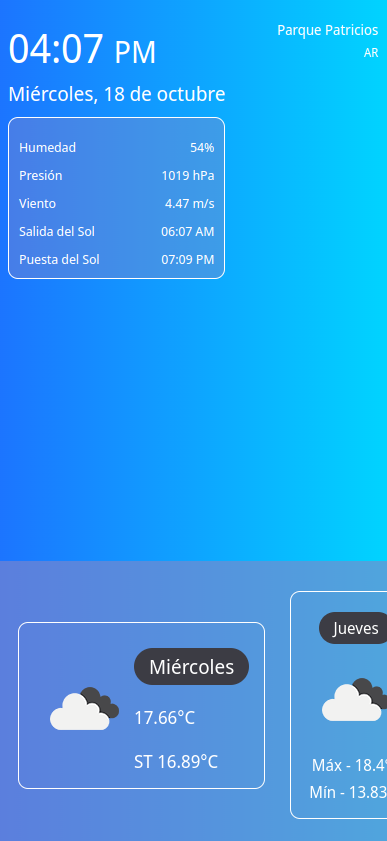 04:07 PM
Parque Patricios
AR
Miércoles, 18 de octubre
Humedad 54%
Presión 1019 hPa
Viento 4.47 m/s
Salida del Sol 06:07 AM
Puesta del Sol 07:09 PM
Miércoles
17.66°C
ST 16.89°C
Jueves
Máx - 18.4°
Mín - 13.83